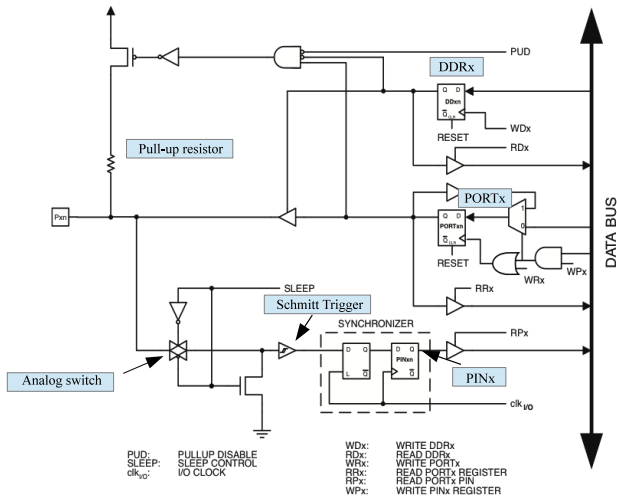 PUD
DDRx
Q D
DDxn
Q CLR
RESET
WDx
RDx
Pull-up resistor
Pxn
PORTx
1
Q D
PORTxn
0
Q CLR
RESET
WRx
WPx
RRx
DATA BUS
SLEEP
Schmitt Trigger
SYNCHRONIZER
RPx
D Q
D Q
PINxn
L Q
Q
Analog switch
PINx
clk I/O
PUD: PULLUP DISABLE
SLEEP: SLEEP CONTROL
clkI/O: I/O CLOCK
WDx: WRITE DDRx
RDx: READ DDRx
WRx: WRITE PORTx
RRx: READ PORTx REGISTER
RPx: READ PORTx PIN
WPx: WRITE PINx REGISTER